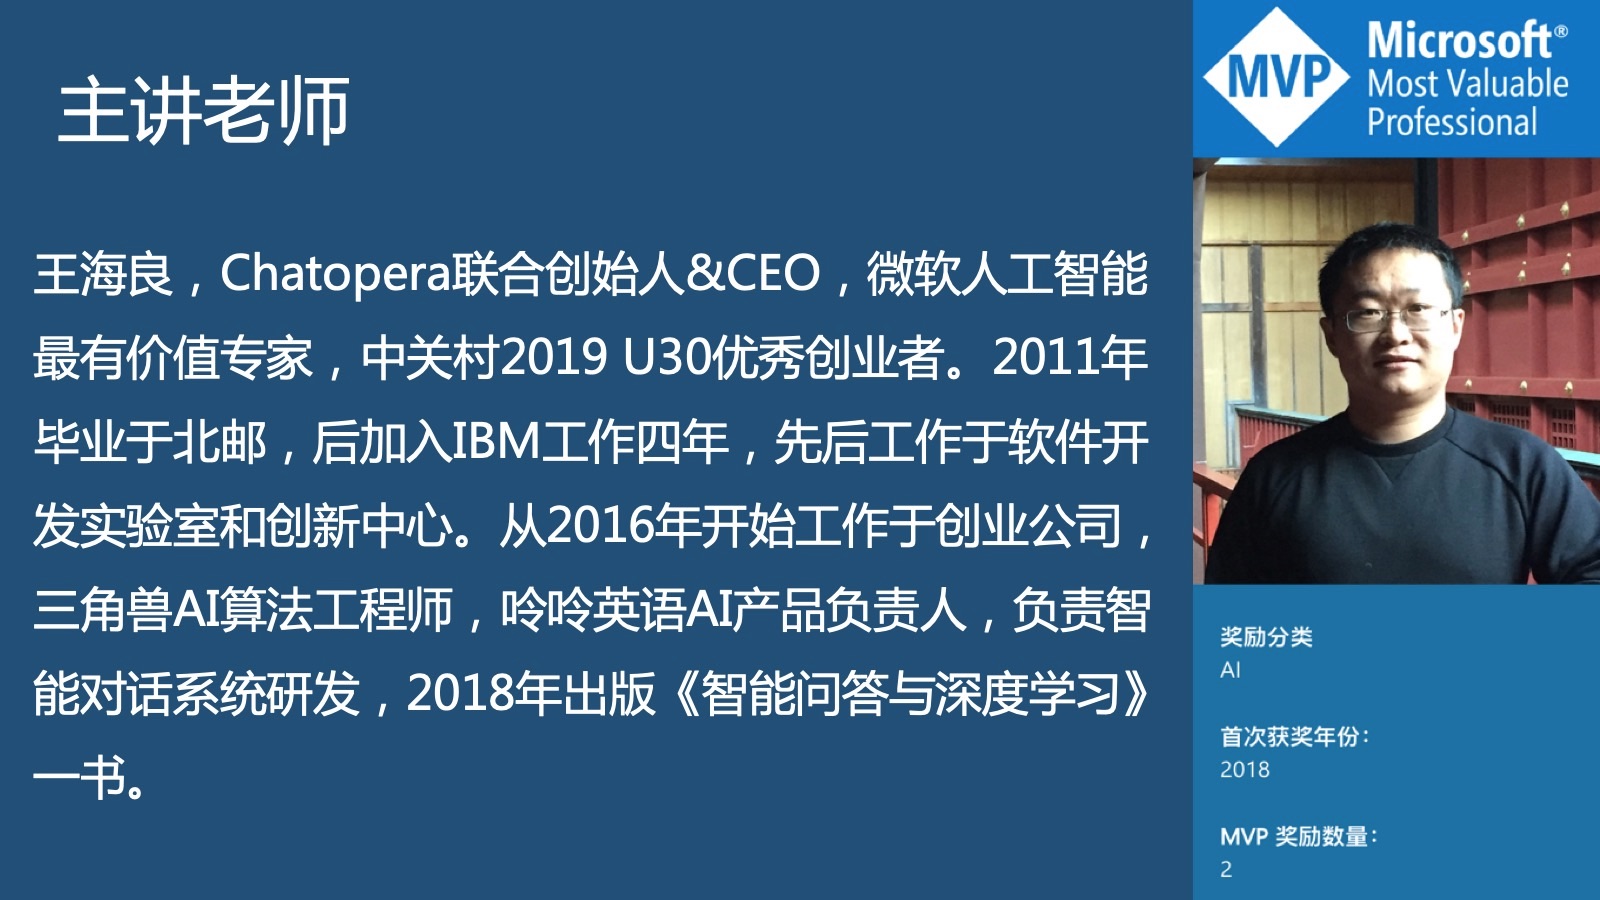 主讲老师
王海良，Chatopera联合创始人&CEO，微软人工智能
最有价值专家，中关村2019 U30优秀创业者。2011年
毕业于北邮，后加入IBM工作四年，先后工作于软件开
发实验室和创新中心。从2016年开始工作于创业公司，
三角兽AI算法工程师，呤呤英语AI产品负责人，负责智
能对话系统研发，2018年出版《智能问答与深度学习》
一书。
MVP
Microsoft®
Most Valuable
Professional
奖励分类
AI
首次获奖年份：
2018
MVP 奖励数量：
2